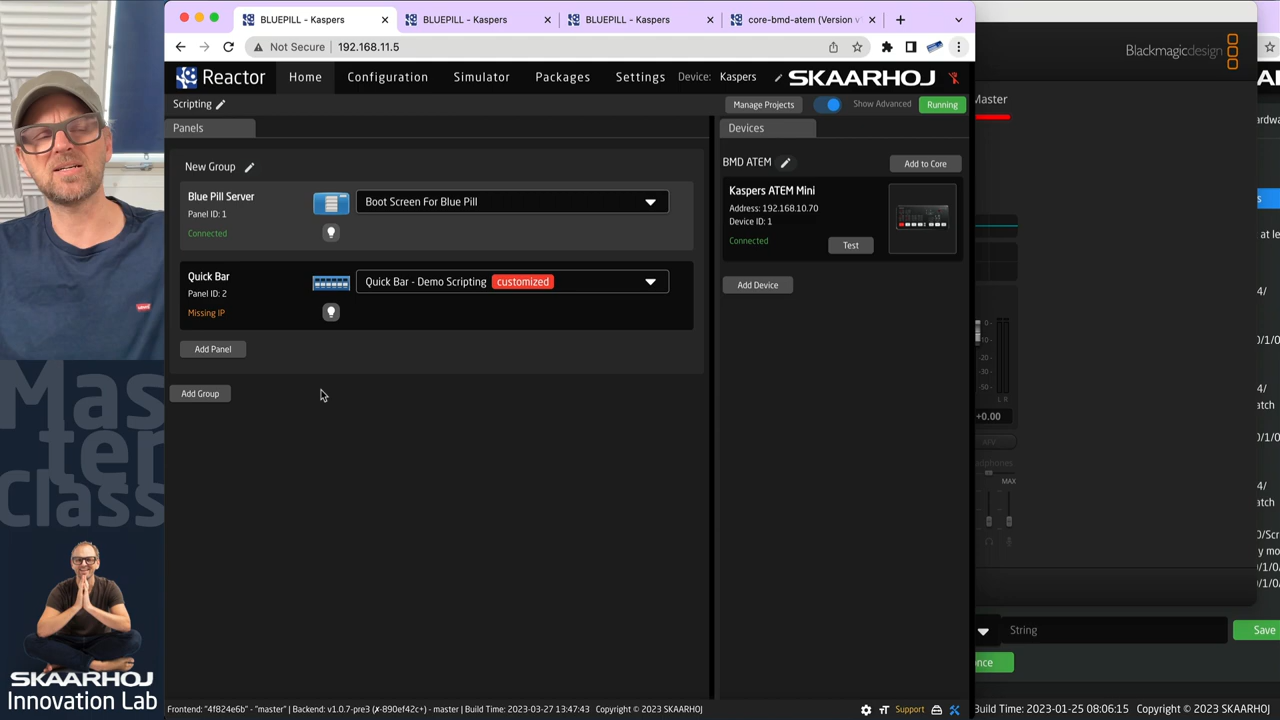 BLUEPILL - Kaspers
BLUEPILL - Kaspers
BLUEPILL - Kaspers
core-bmd-atem (Version v
Not Secure
192.168.11.5
Reactor
Home
Configuration
Simulator
Packages
Settings
Device:
Kaspers
SKAARHOJ
Scripting
Manage Projects
Show Advanced
Running
Panels
New Group
Blue Pill Server
Panel ID: 1
Connected
Boot Screen For Blue Pill
Quick Bar
Panel ID: 2
Missing IP
Quick Bar - Demo Scripting
customized
Add Panel
Add Group
Devices
BMD ATEM
Add to Core
Kaspers ATEM Mini
Address: 192.168.10.70
Device ID: 1
Connected
Test
Add Device
Frontend: "4f824e6b" - "master" | Backend: v1.0.7-pre3 (✗-890ef42c+) - master | Build Time: 2023-03-27 13:47:43 Copyright © 2023 SKAARHOJ
Support
Blackmagicdesign
Master
+0.00
AFV
MAX
L R
String
Save
Build Time: 2023-01-25 08:06:15 Copyright © 2023 SKAARHOJ
Mas
ter
Class
SKAARHOJ
Innovation Lab